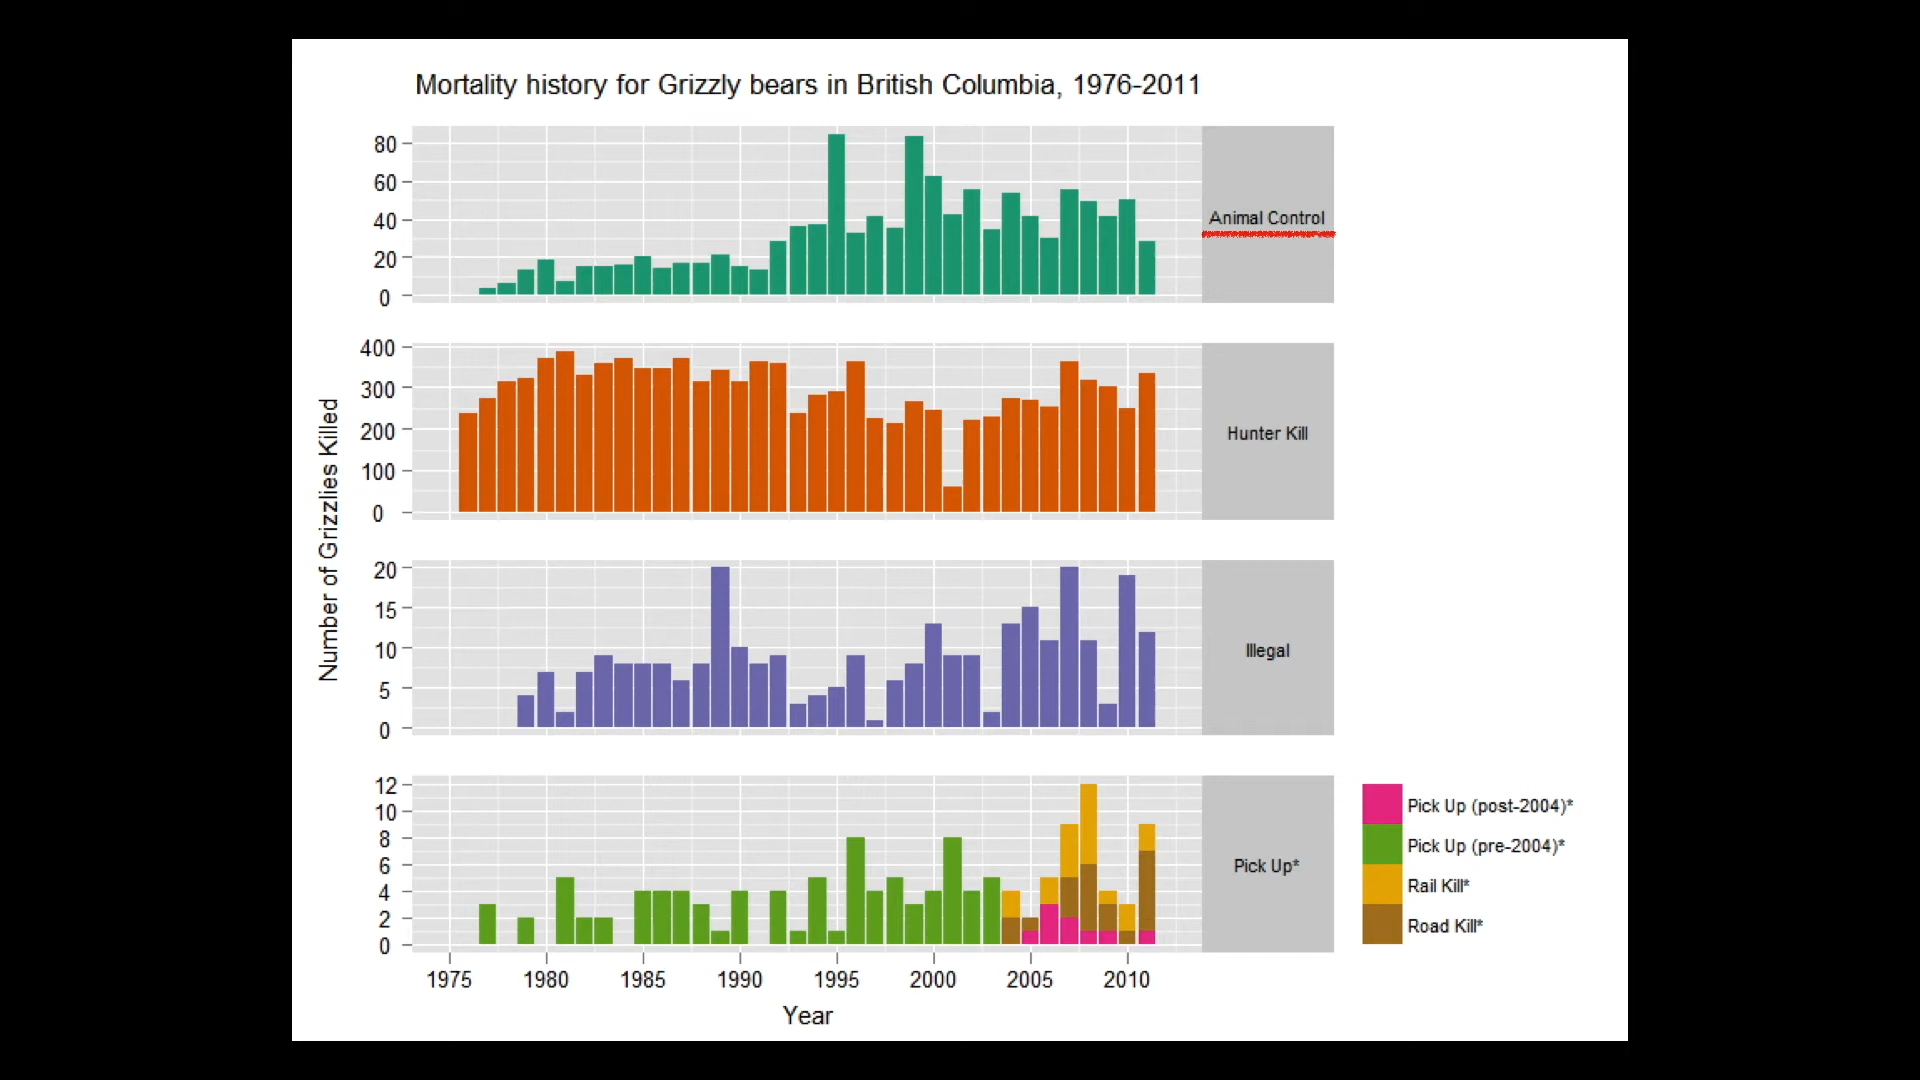 Mortality history for Grizzly bears in British Columbia, 1976-2011
Number of Grizzlies Killed
80
60
40
20
0
Animal Control
400
300
200
100
0
Hunter Kill
20
15
10
5
0
Illegal
12
10
8
6
4
2
0
Pick Up*
Pick Up (post-2004)*
Pick Up (pre-2004)*
Rail Kill*
Road Kill*
1975 1980 1985 1990 1995 2000 2005 2010
Year